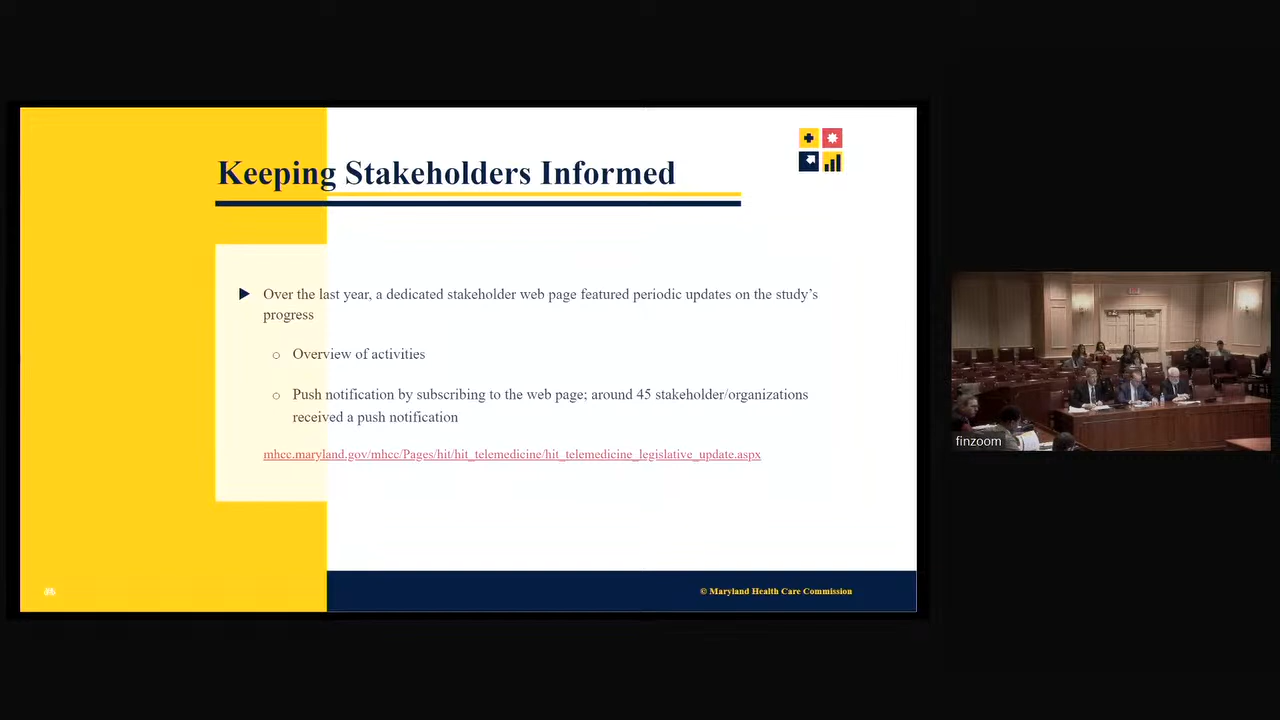 Keeping Stakeholders Informed
Over the last year, a dedicated stakeholder web page featured periodic updates on the study's
progress
Overview of activities
Push notification by subscribing to the web page; around 45 stakeholder/organizations
received a push notification
mhcc.maryland.gov/mhcc/Pages/hit/hit_telemedicine/hit_telemedicine_legislative_update.aspx
© Maryland Health Care Commission
finzoom